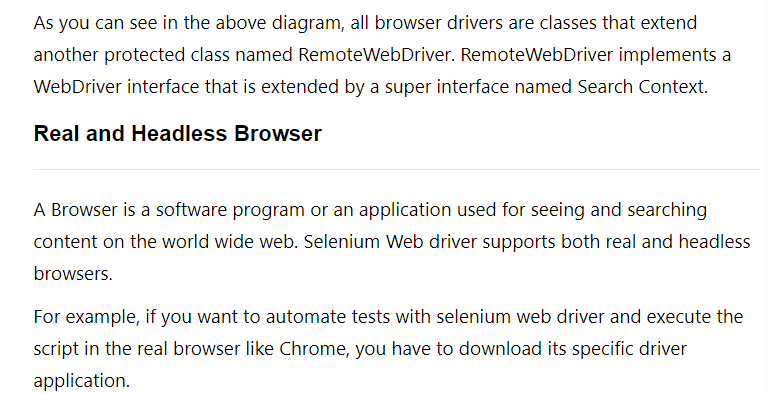 As you can see in the above diagram, all browser drivers are classes that extend
another protected class named RemoteWebDriver. RemoteWebDriver implements a
WebDriver interface that is extended by a super interface named Search Context.
Real and Headless Browser
A Browser is a software program or an application used for seeing and searching
content on the world wide web. Selenium Web driver supports both real and headless
browsers.
For example, if you want to automate tests with selenium web driver and execute the
script in the real browser like Chrome, you have to download its specific driver
application.